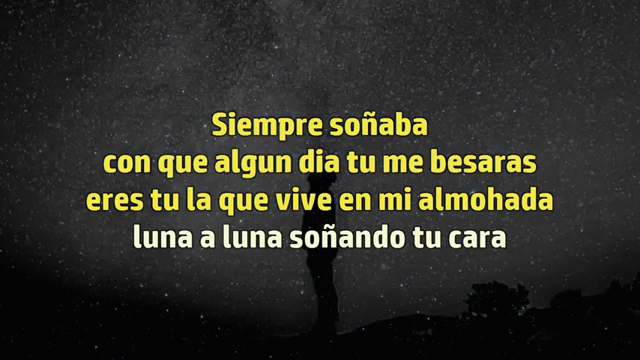 Siempre soñaba
con que algun dia tu me besaras
eres tu la que vive en mi almohada
luna a luna soñando tu cara